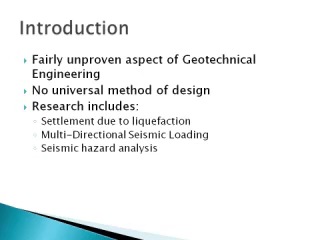 Introduction
Fairly unproven aspect of Geotechnical
Engineering
No universal method of design
Research includes:
Settlement due to liquefaction
Multi-Directional Seismic Loading
Seismic hazard analysis